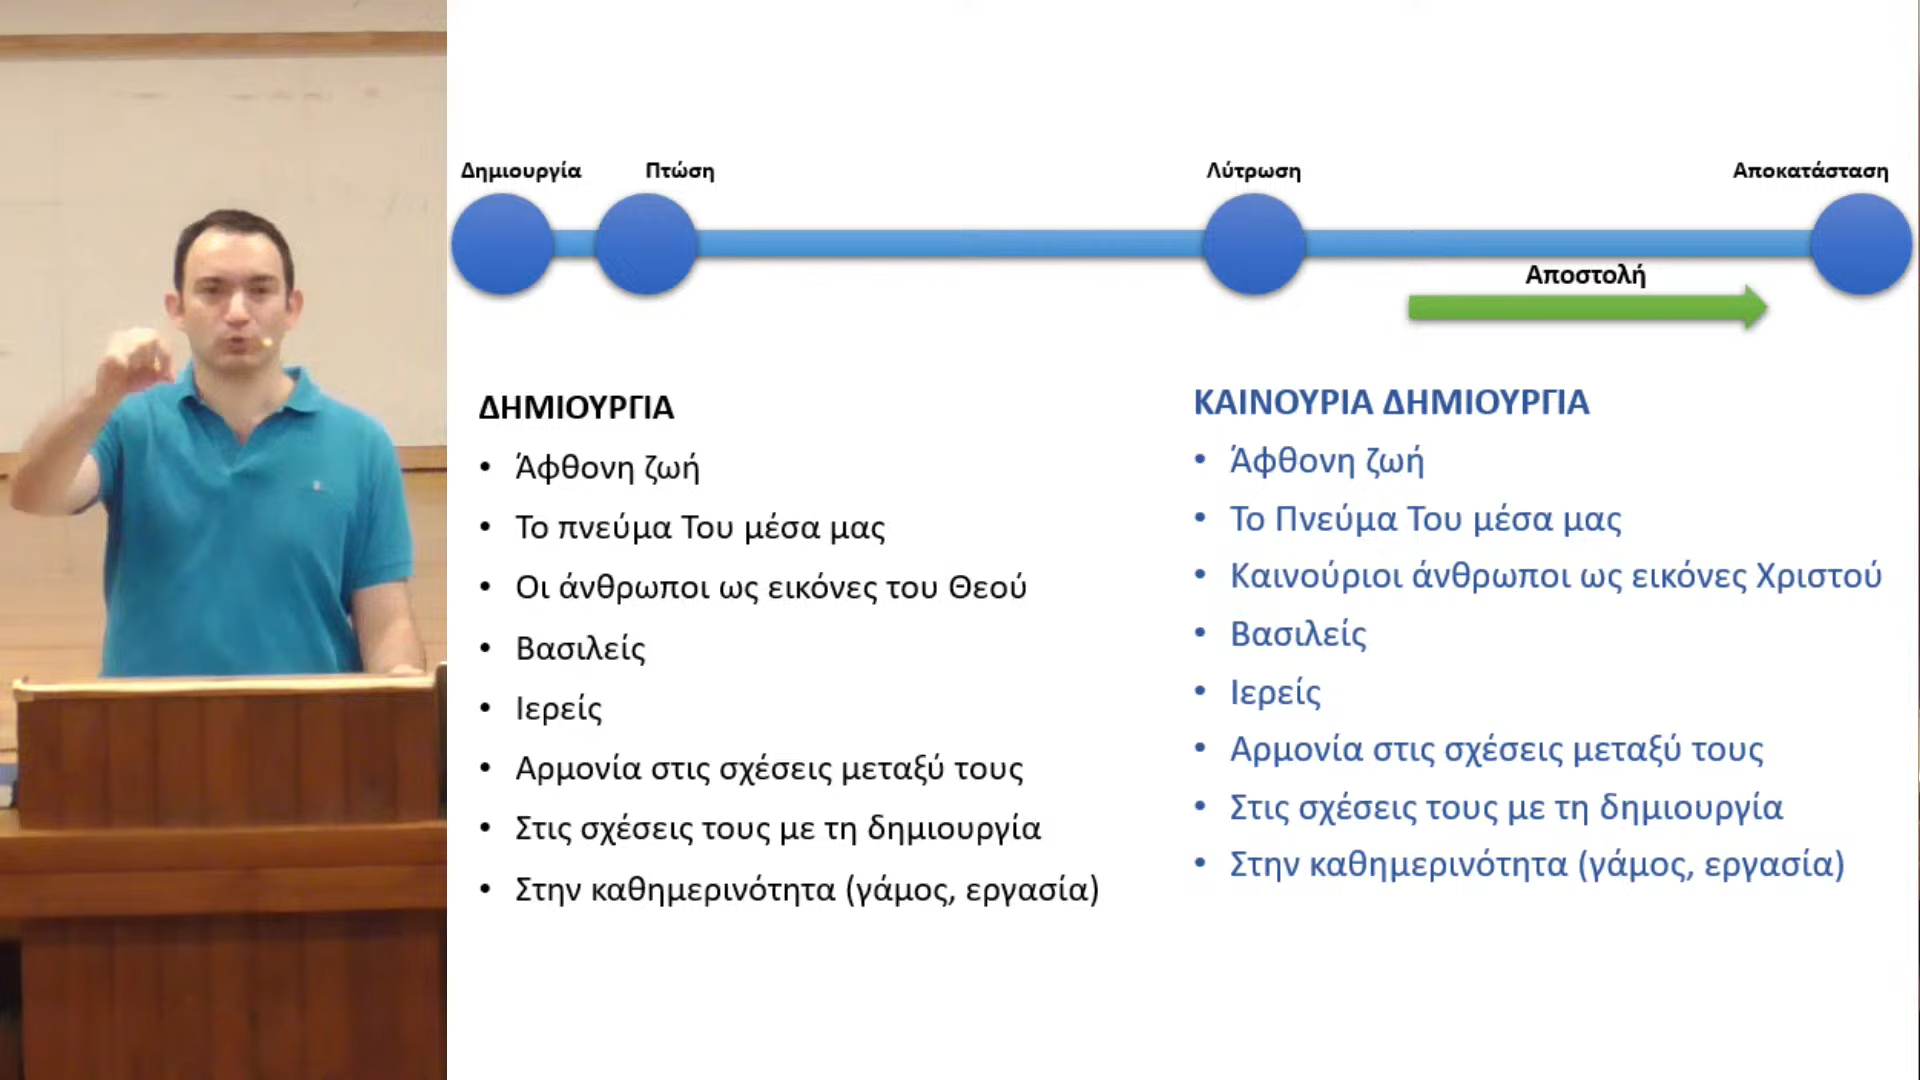 Δημιουργία
Πτώση
Λύτρωση
Αποκατάσταση
Αποστολή
ΔΗΜΙΟΥΡΓΙΑ
• Άφθονη ζωή
• Το πνεύμα Του μέσα μας
• Οι άνθρωποι ως εικόνες του Θεού
• Βασιλείς
• Ιερείς
• Αρμονία στις σχέσεις μεταξύ τους
• Στις σχέσεις τους με τη δημιουργία
• Στην καθημερινότητα (γάμος, εργασία)
ΚΑΙΝΟΥΡΙΑ ΔΗΜΙΟΥΡΓΙΑ
• Άφθονη ζωή
• Το Πνεύμα Του μέσα μας
• Καινούριοι άνθρωποι ως εικόνες Χριστού
• Βασιλείς
• Ιερείς
• Αρμονία στις σχέσεις μεταξύ τους
• Στις σχέσεις τους με τη δημιουργία
• Στην καθημερινότητα (γάμος, εργασία)